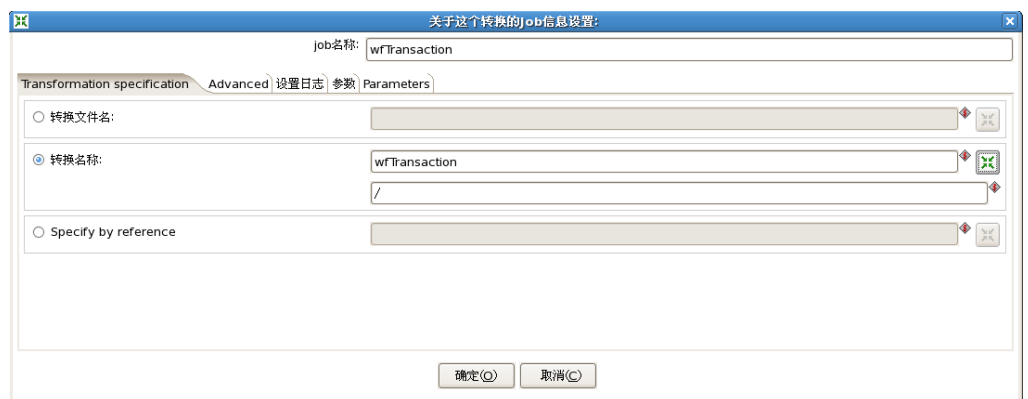 关于这个转换的Job信息设置:
job名称: wfTransaction
Transformation specification Advanced 设置日志 参数 Parameters
转换文件名:
转换名称: wfTransaction
/
Specify by reference
确定(O) 取消(C)